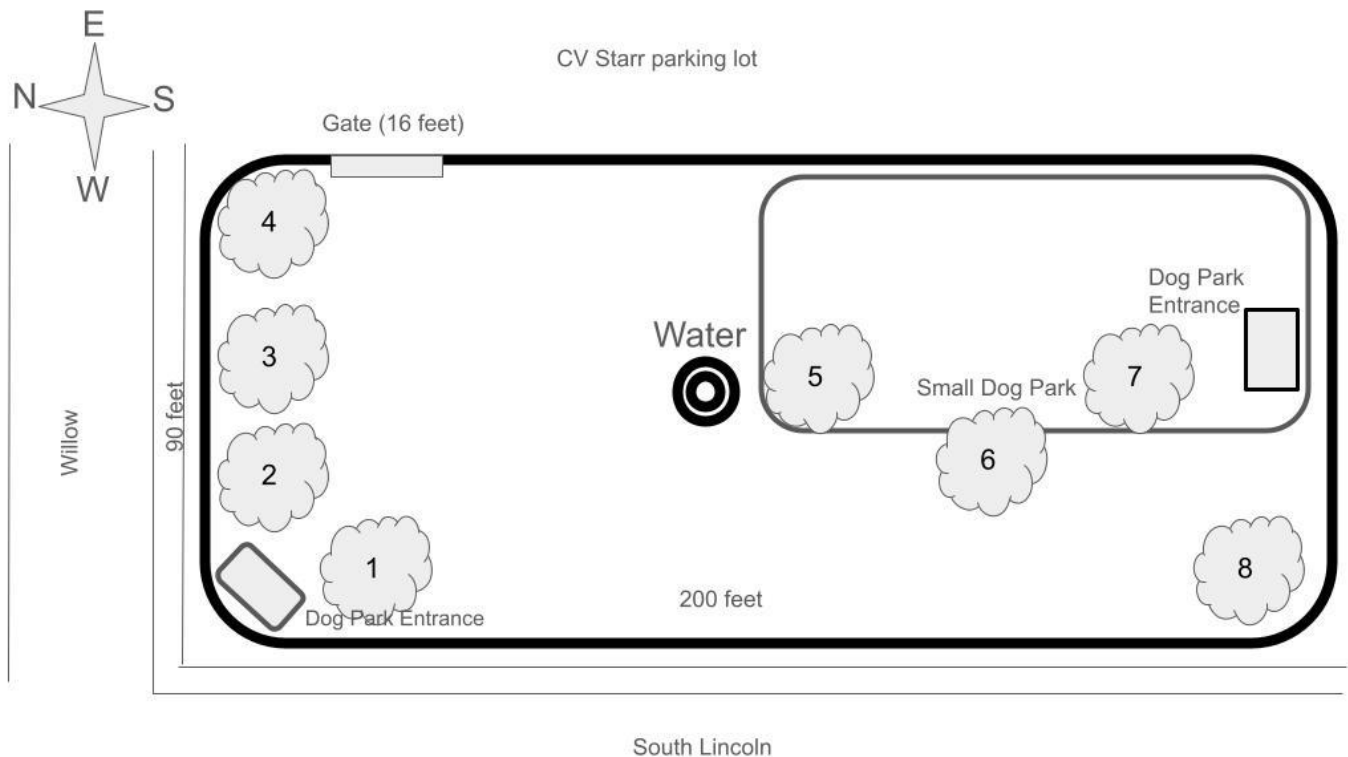 E
N
S
W
CV Starr parking lot
Gate (16 feet)
4
Dog Park
Entrance
Water
3
5
7
Small Dog Park
90 feet
Willow
6
2
1
8
200 feet
Dog Park Entrance
South Lincoln